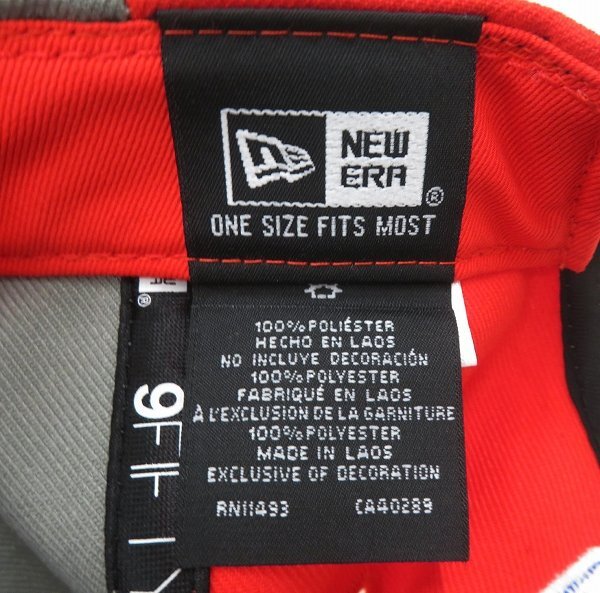 NEW
ERA
®
ONE SIZE FITS MOST
®
100% POLIÉSTER
HECHO EN LAOS
NO INCLUYE DECORACIÓN
100% POLYESTER
FABRIQUÉ EN LAOS
À L'EXCLUSION DE LA GARNITURE
100% POLYESTER
MADE IN LAOS
EXCLUSIVE OF DECORATION
RN11493 CA40289
9FIFTY